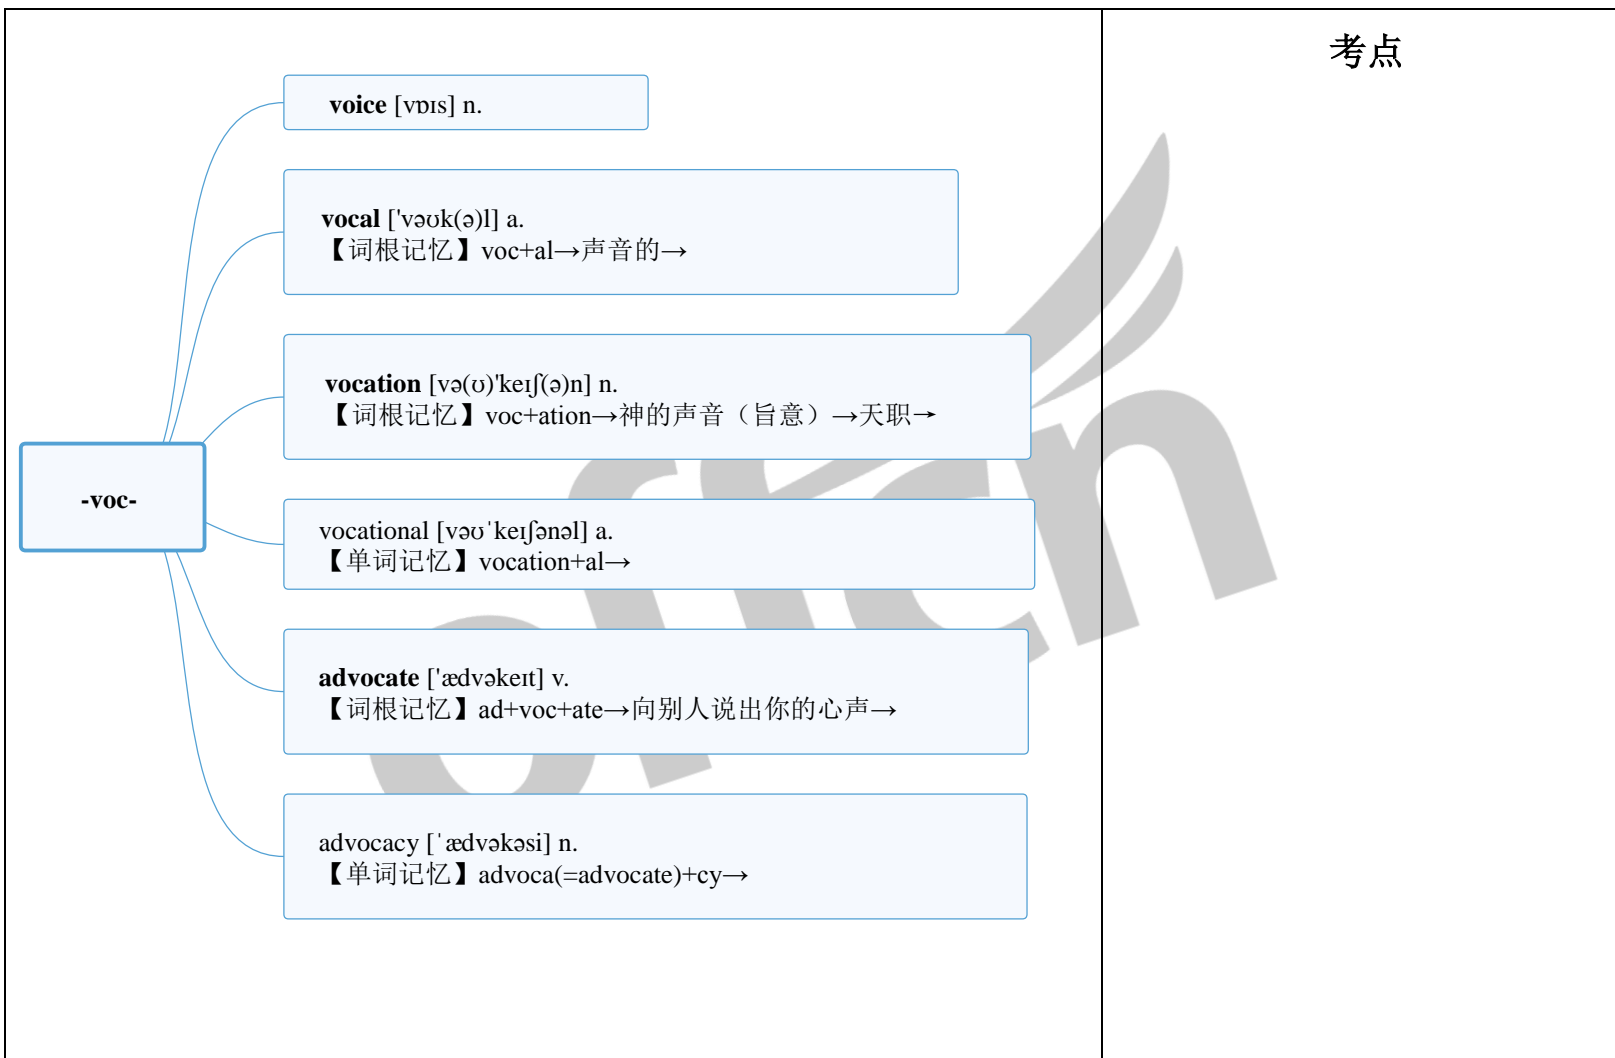 考点
voice [vɒɪs] n.
vocal ['vəʊk(ə)l] a.
【词根记忆】voc+al→声音的→
vocation [və(ʊ)'keɪʃ(ə)n] n.
【词根记忆】voc+ation→神的声音（旨意）→天职→
-voc-
vocational [vəʊˈkeɪʃənəl] a.
【单词记忆】vocation+al→
advocate ['ædvəkeɪt] v.
【词根记忆】ad+voc+ate→向别人说出你的心声→
advocacy [ˈædvəkəsi] n.
【单词记忆】advoca(=advocate)+cy→
offcn